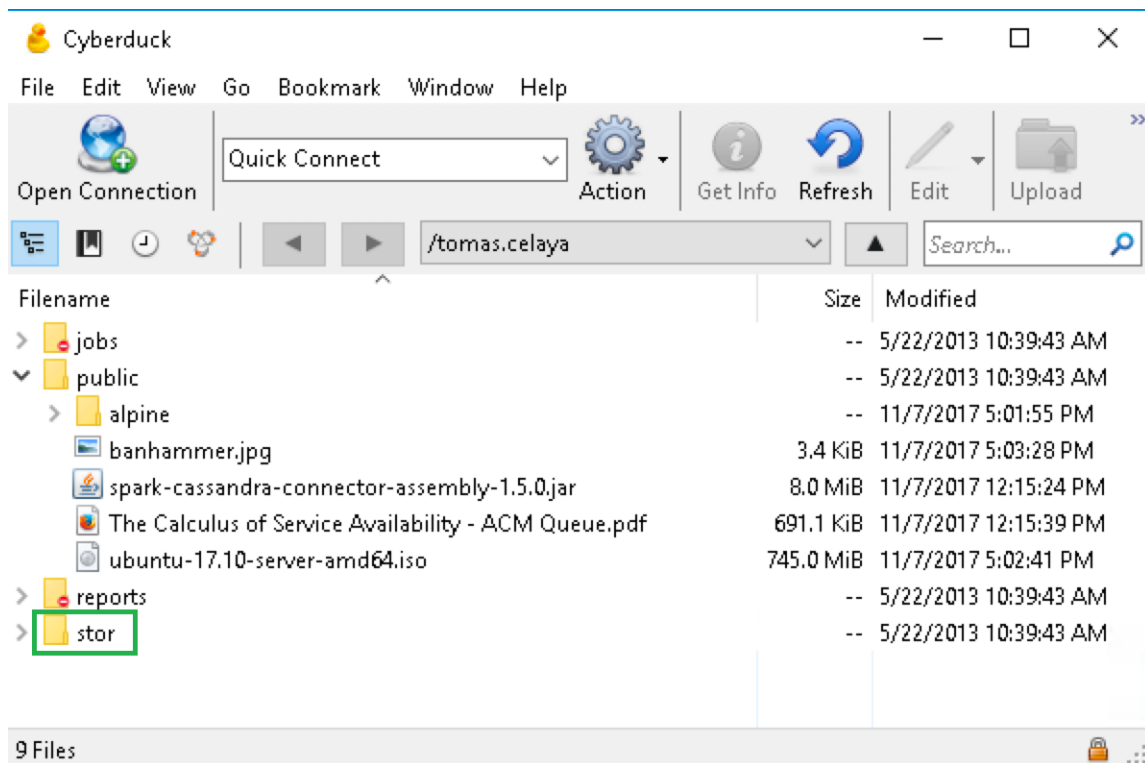 Cyberduck
File Edit View Go Bookmark Window Help
Open Connection Quick Connect Action Get Info Refresh Edit Upload
/tomas.celaya Search...
Filename Size Modified
jobs -- 5/22/2013 10:39:43 AM
public -- 5/22/2013 10:39:43 AM
alpine -- 11/7/2017 5:01:55 PM
banhammer.jpg 3.4 KiB 11/7/2017 5:03:28 PM
spark-cassandra-connector-assembly-1.5.0.jar 8.0 MiB 11/7/2017 12:15:24 PM
The Calculus of Service Availability - ACM Queue.pdf 691.1 KiB 11/7/2017 12:15:39 PM
ubuntu-17.10-server-amd64.iso 745.0 MiB 11/7/2017 5:02:41 PM
reports -- 5/22/2013 10:39:43 AM
stor -- 5/22/2013 10:39:43 AM
9 Files